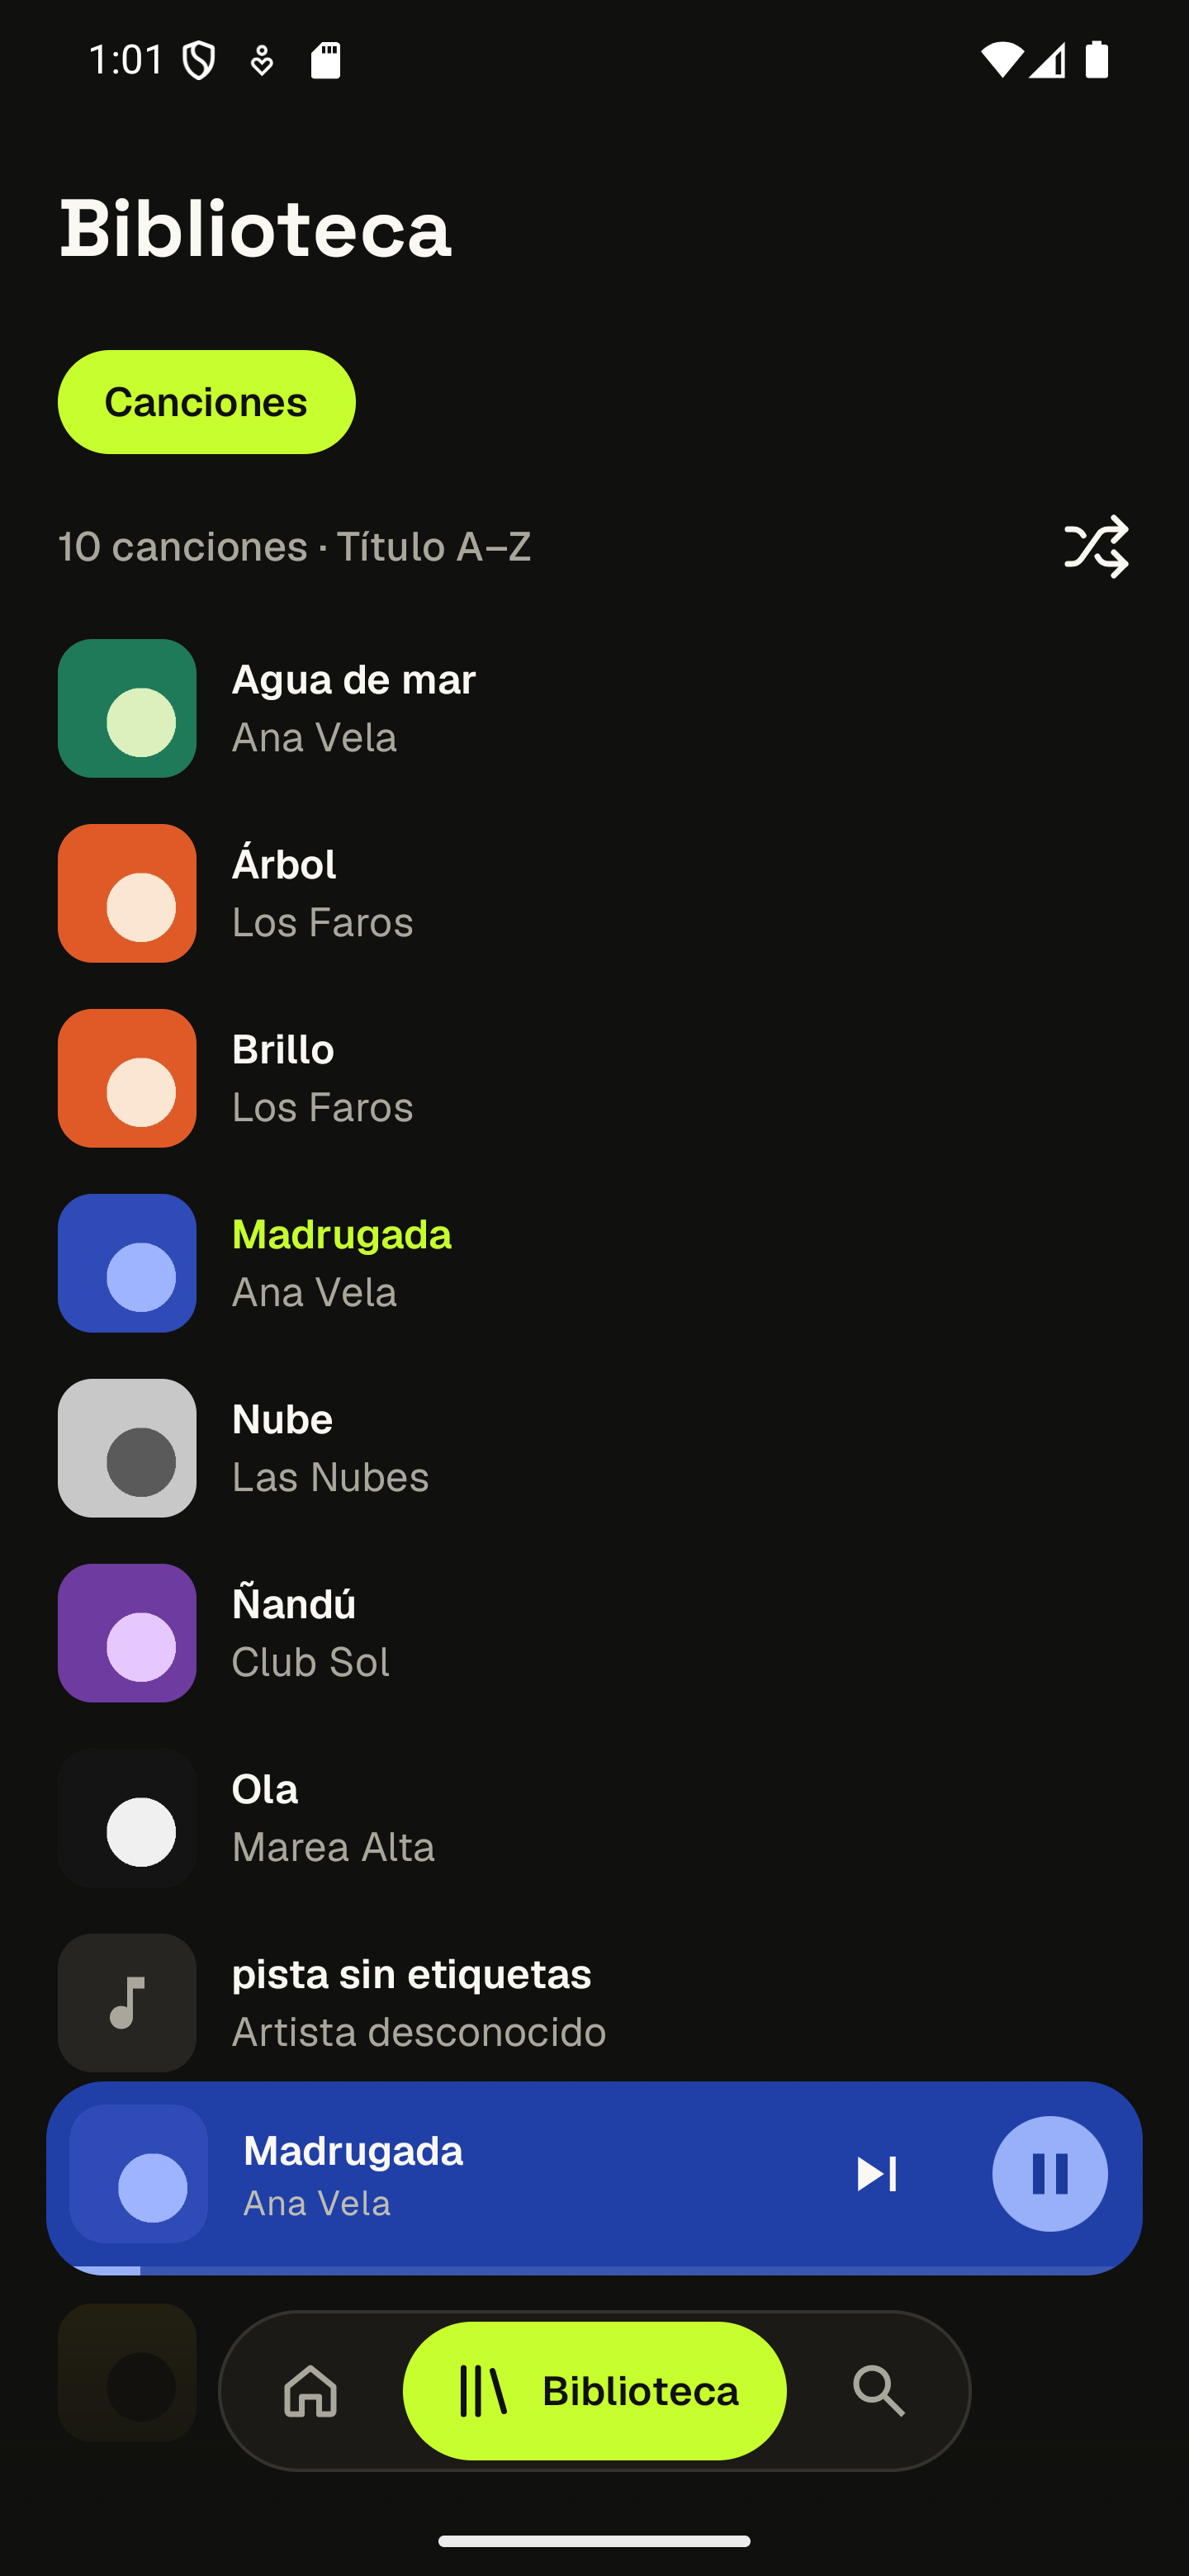 1:01
Biblioteca
Canciones
10 canciones · Título A–Z
Agua de mar
Ana Vela
Árbol
Los Faros
Brillo
Los Faros
Madrugada
Ana Vela
Nube
Las Nubes
Ñandú
Club Sol
Ola
Marea Alta
pista sin etiquetas
Artista desconocido
Madrugada
Ana Vela
Biblioteca